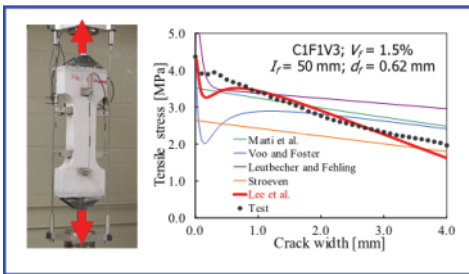 C1F1V3; Vf = 1.5%
lf = 50 mm; df = 0.62 mm
Tensile stress [MPa]
5.0
4.0
3.0
2.0
1.0
0.0
Marti et al.
Voo and Foster
Leutbecher and Fehling
Stroeven
Lee et al.
Test
0.0 1.0 2.0 3.0 4.0
Crack width [mm]